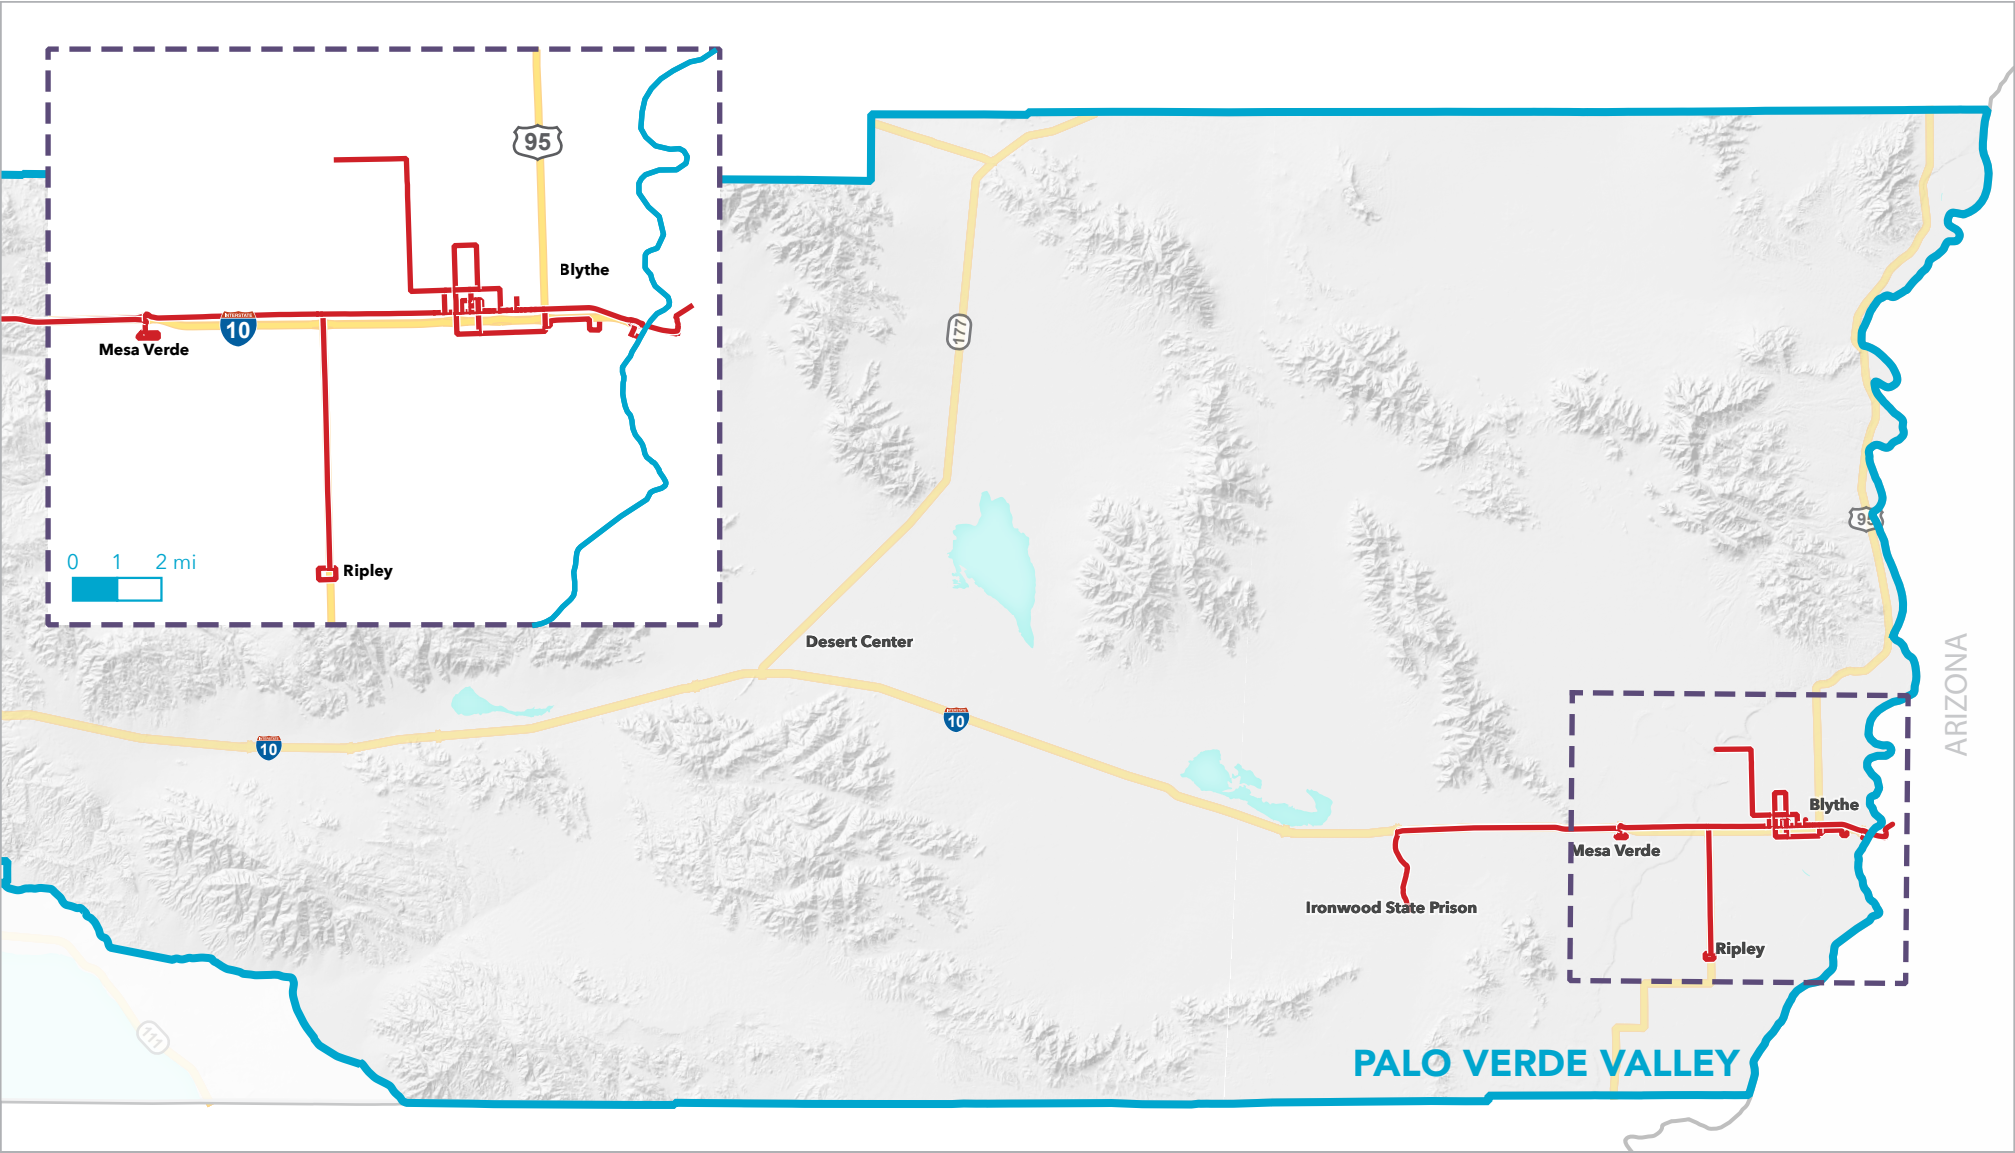 95
Blythe
INTERSTATE
10
Mesa Verde
0 1 2 mi
Ripley
177
Desert Center
10
10
95
ARIZONA
Blythe
Mesa Verde
Ironwood State Prison
Ripley
111
PALO VERDE VALLEY